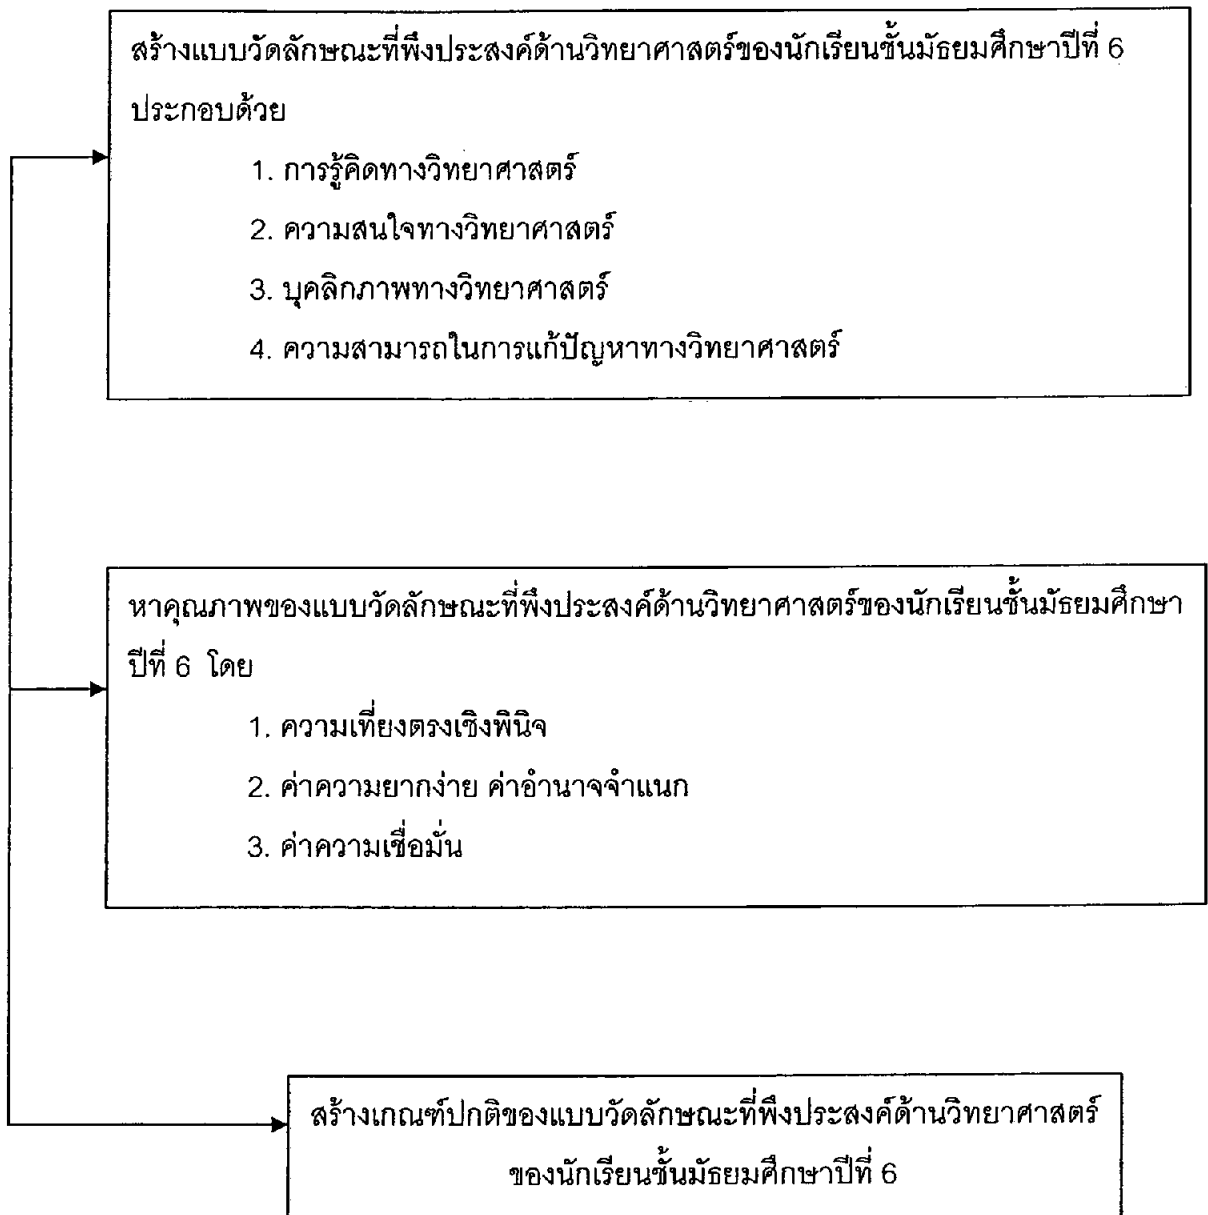 สร้างแบบวัดลักษณะที่พึงประสงค์ด้านวิทยาศาสตร์ของนักเรียนชั้นมัธยมศึกษาปีที่ 6
ประกอบด้วย
1. การรู้คิดทางวิทยาศาสตร์
2. ความสนใจทางวิทยาศาสตร์
3. บุคลิกภาพทางวิทยาศาสตร์
4. ความสามารถในการแก้ปัญหาทางวิทยาศาสตร์
หาคุณภาพของแบบวัดลักษณะที่พึงประสงค์ด้านวิทยาศาสตร์ของนักเรียนชั้นมัธยมศึกษา
ปีที่ 6 โดย
1. ความเที่ยงตรงเชิงพินิจ
2. ค่าความยากง่าย ค่าอำนาจจำแนก
3. ค่าความเชื่อมั่น
สร้างเกณฑ์ปกติของแบบวัดลักษณะที่พึงประสงค์ด้านวิทยาศาสตร์
ของนักเรียนชั้นมัธยมศึกษาปีที่ 6